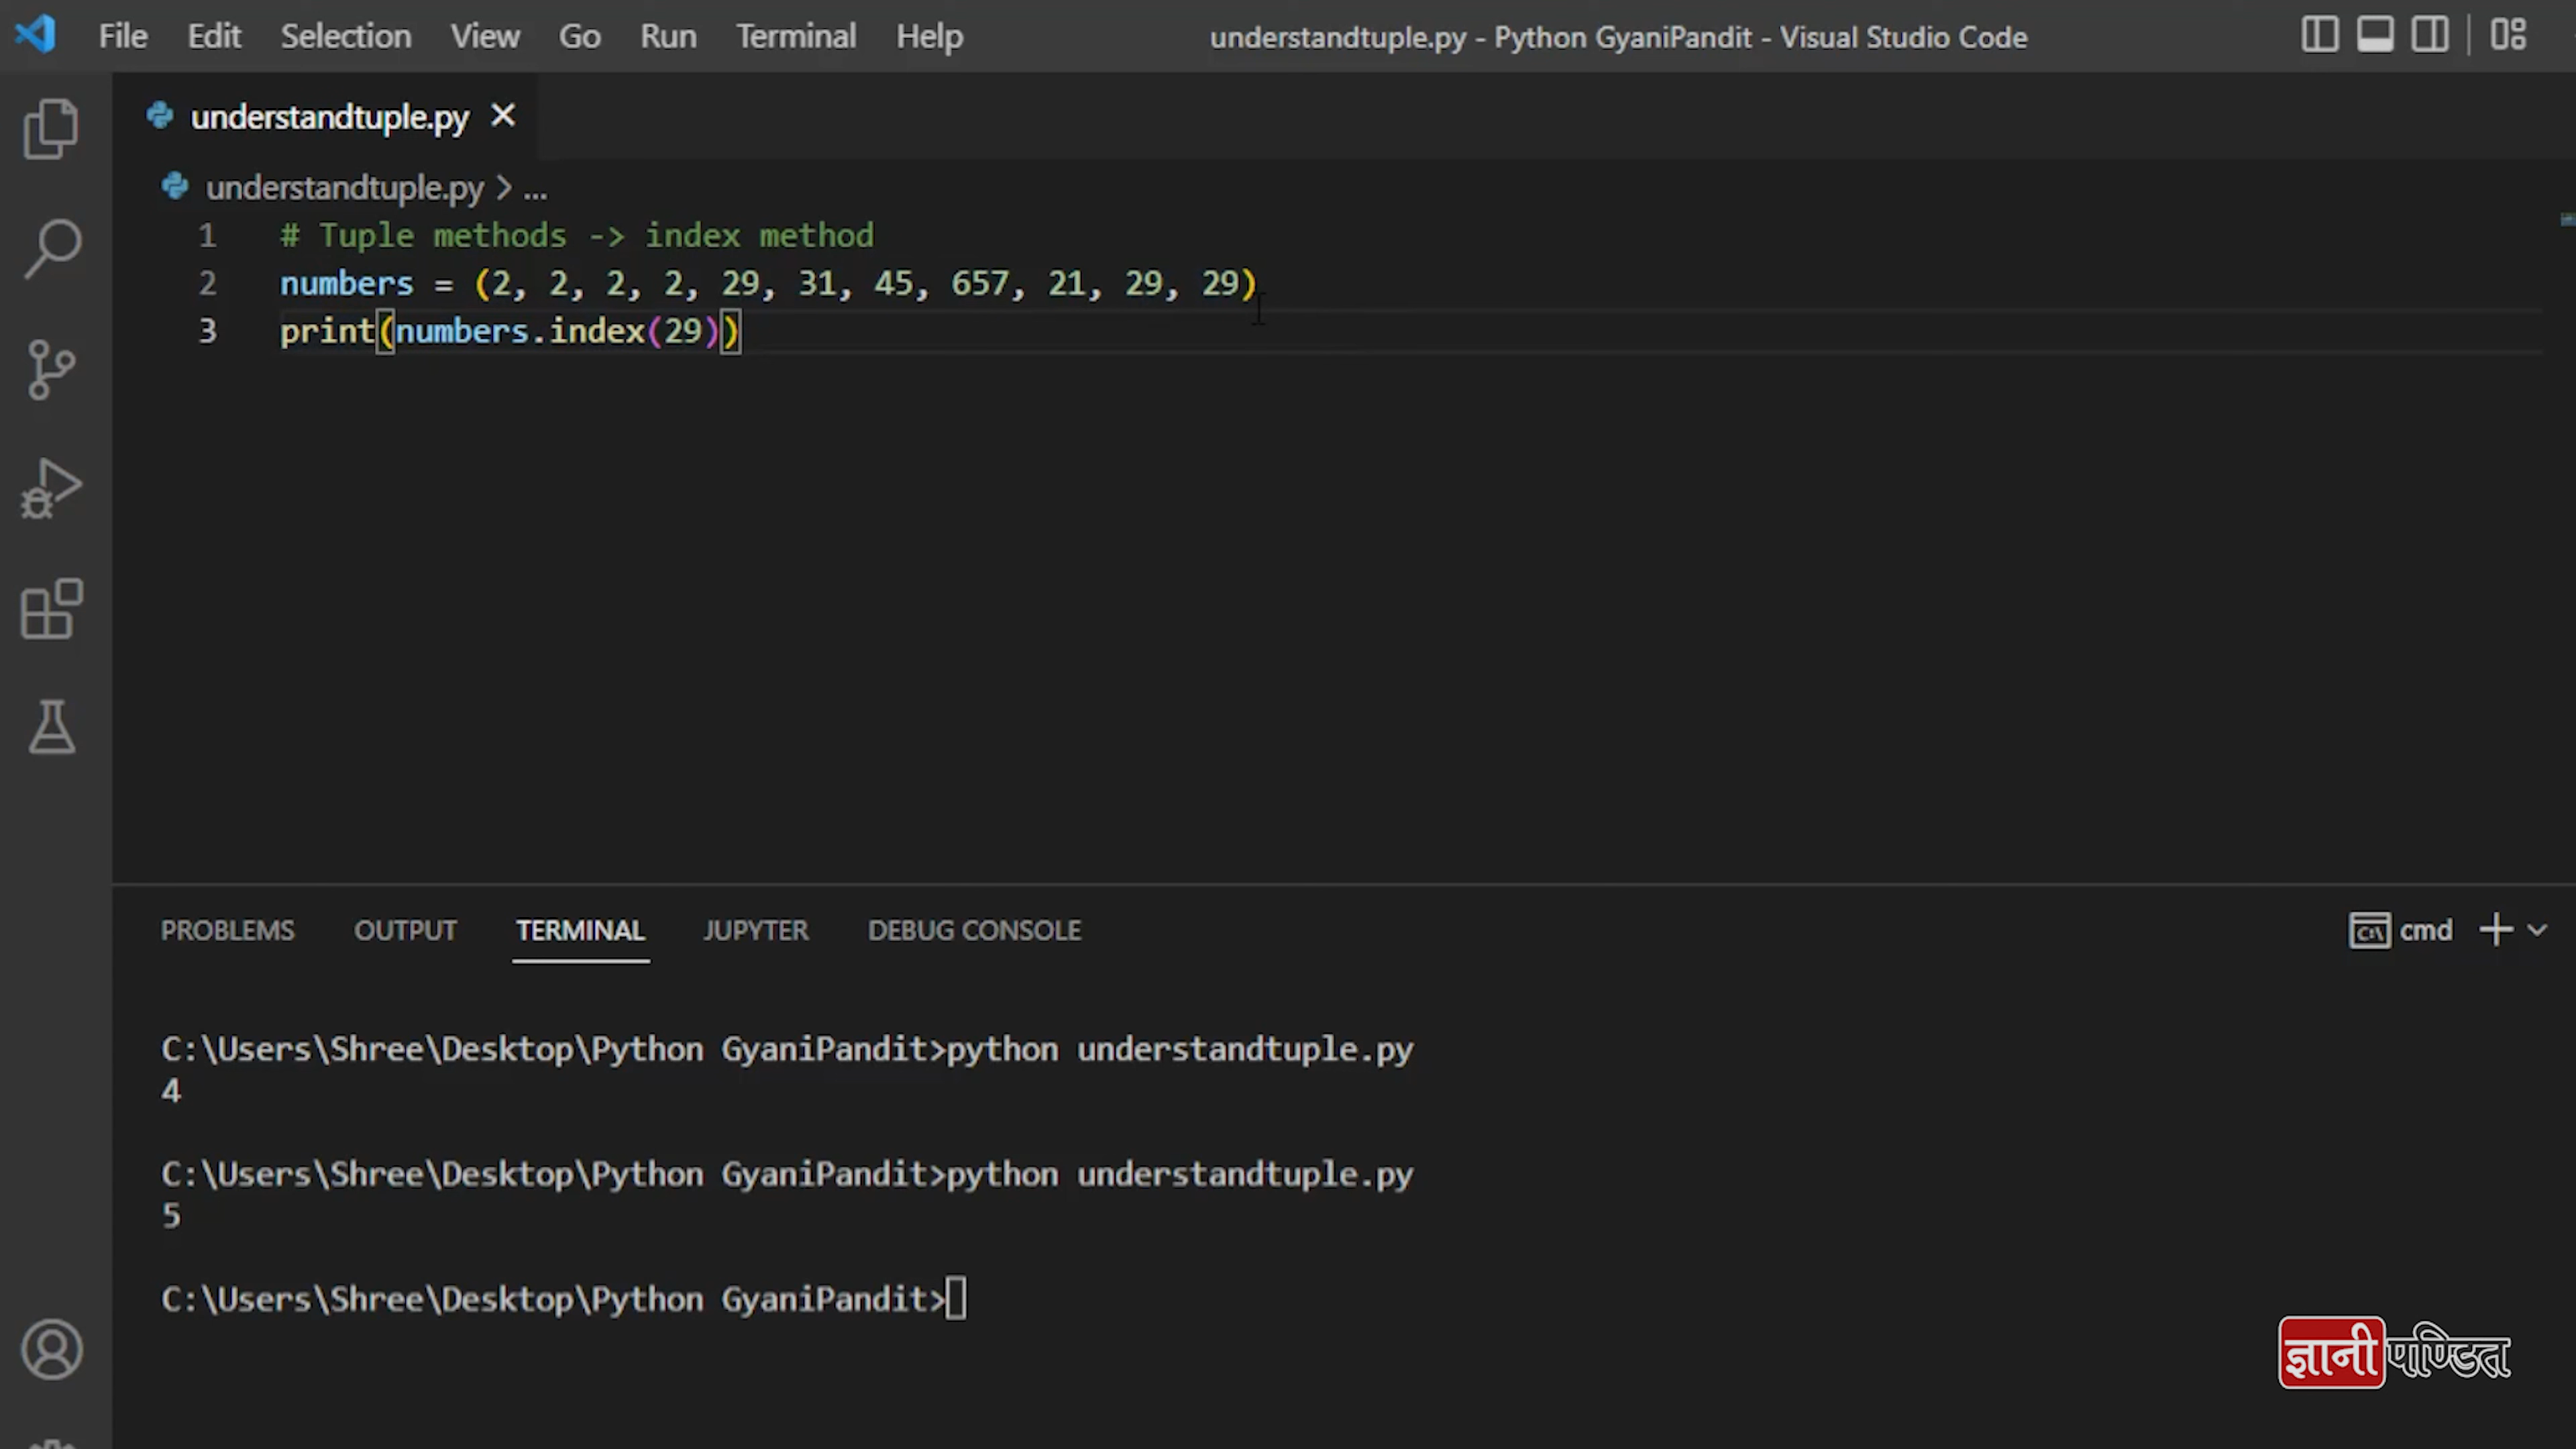 File Edit Selection View Go Run Terminal Help understandtuple.py - Python GyaniPandit - Visual Studio Code
understandtuple.py
understandtuple.py > ...
1 # Tuple methods -> index method
2 numbers = (2, 2, 2, 2, 29, 31, 45, 657, 21, 29, 29)
3 print(numbers.index(29))
PROBLEMS OUTPUT TERMINAL JUPYTER DEBUG CONSOLE cmd
C:\Users\Shree\Desktop\Python GyaniPandit>python understandtuple.py
4
C:\Users\Shree\Desktop\Python GyaniPandit>python understandtuple.py
5
C:\Users\Shree\Desktop\Python GyaniPandit>
ज्ञानी पण्डित